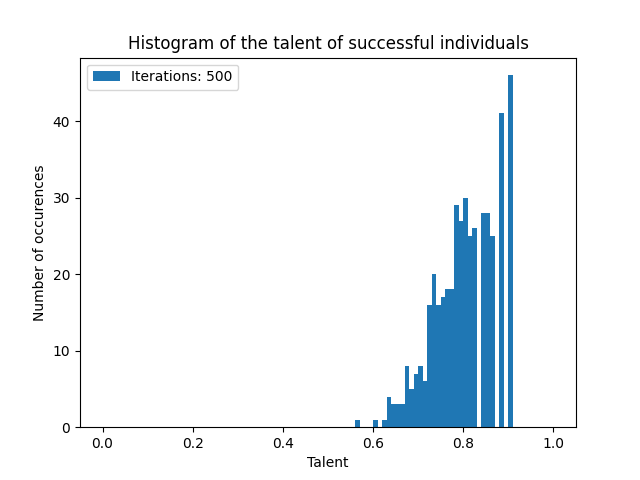 Histogram of the talent of successful individuals
Iterations: 500
Number of occurences
40
30
20
10
0
0.0 0.2 0.4 0.6 0.8 1.0
Talent